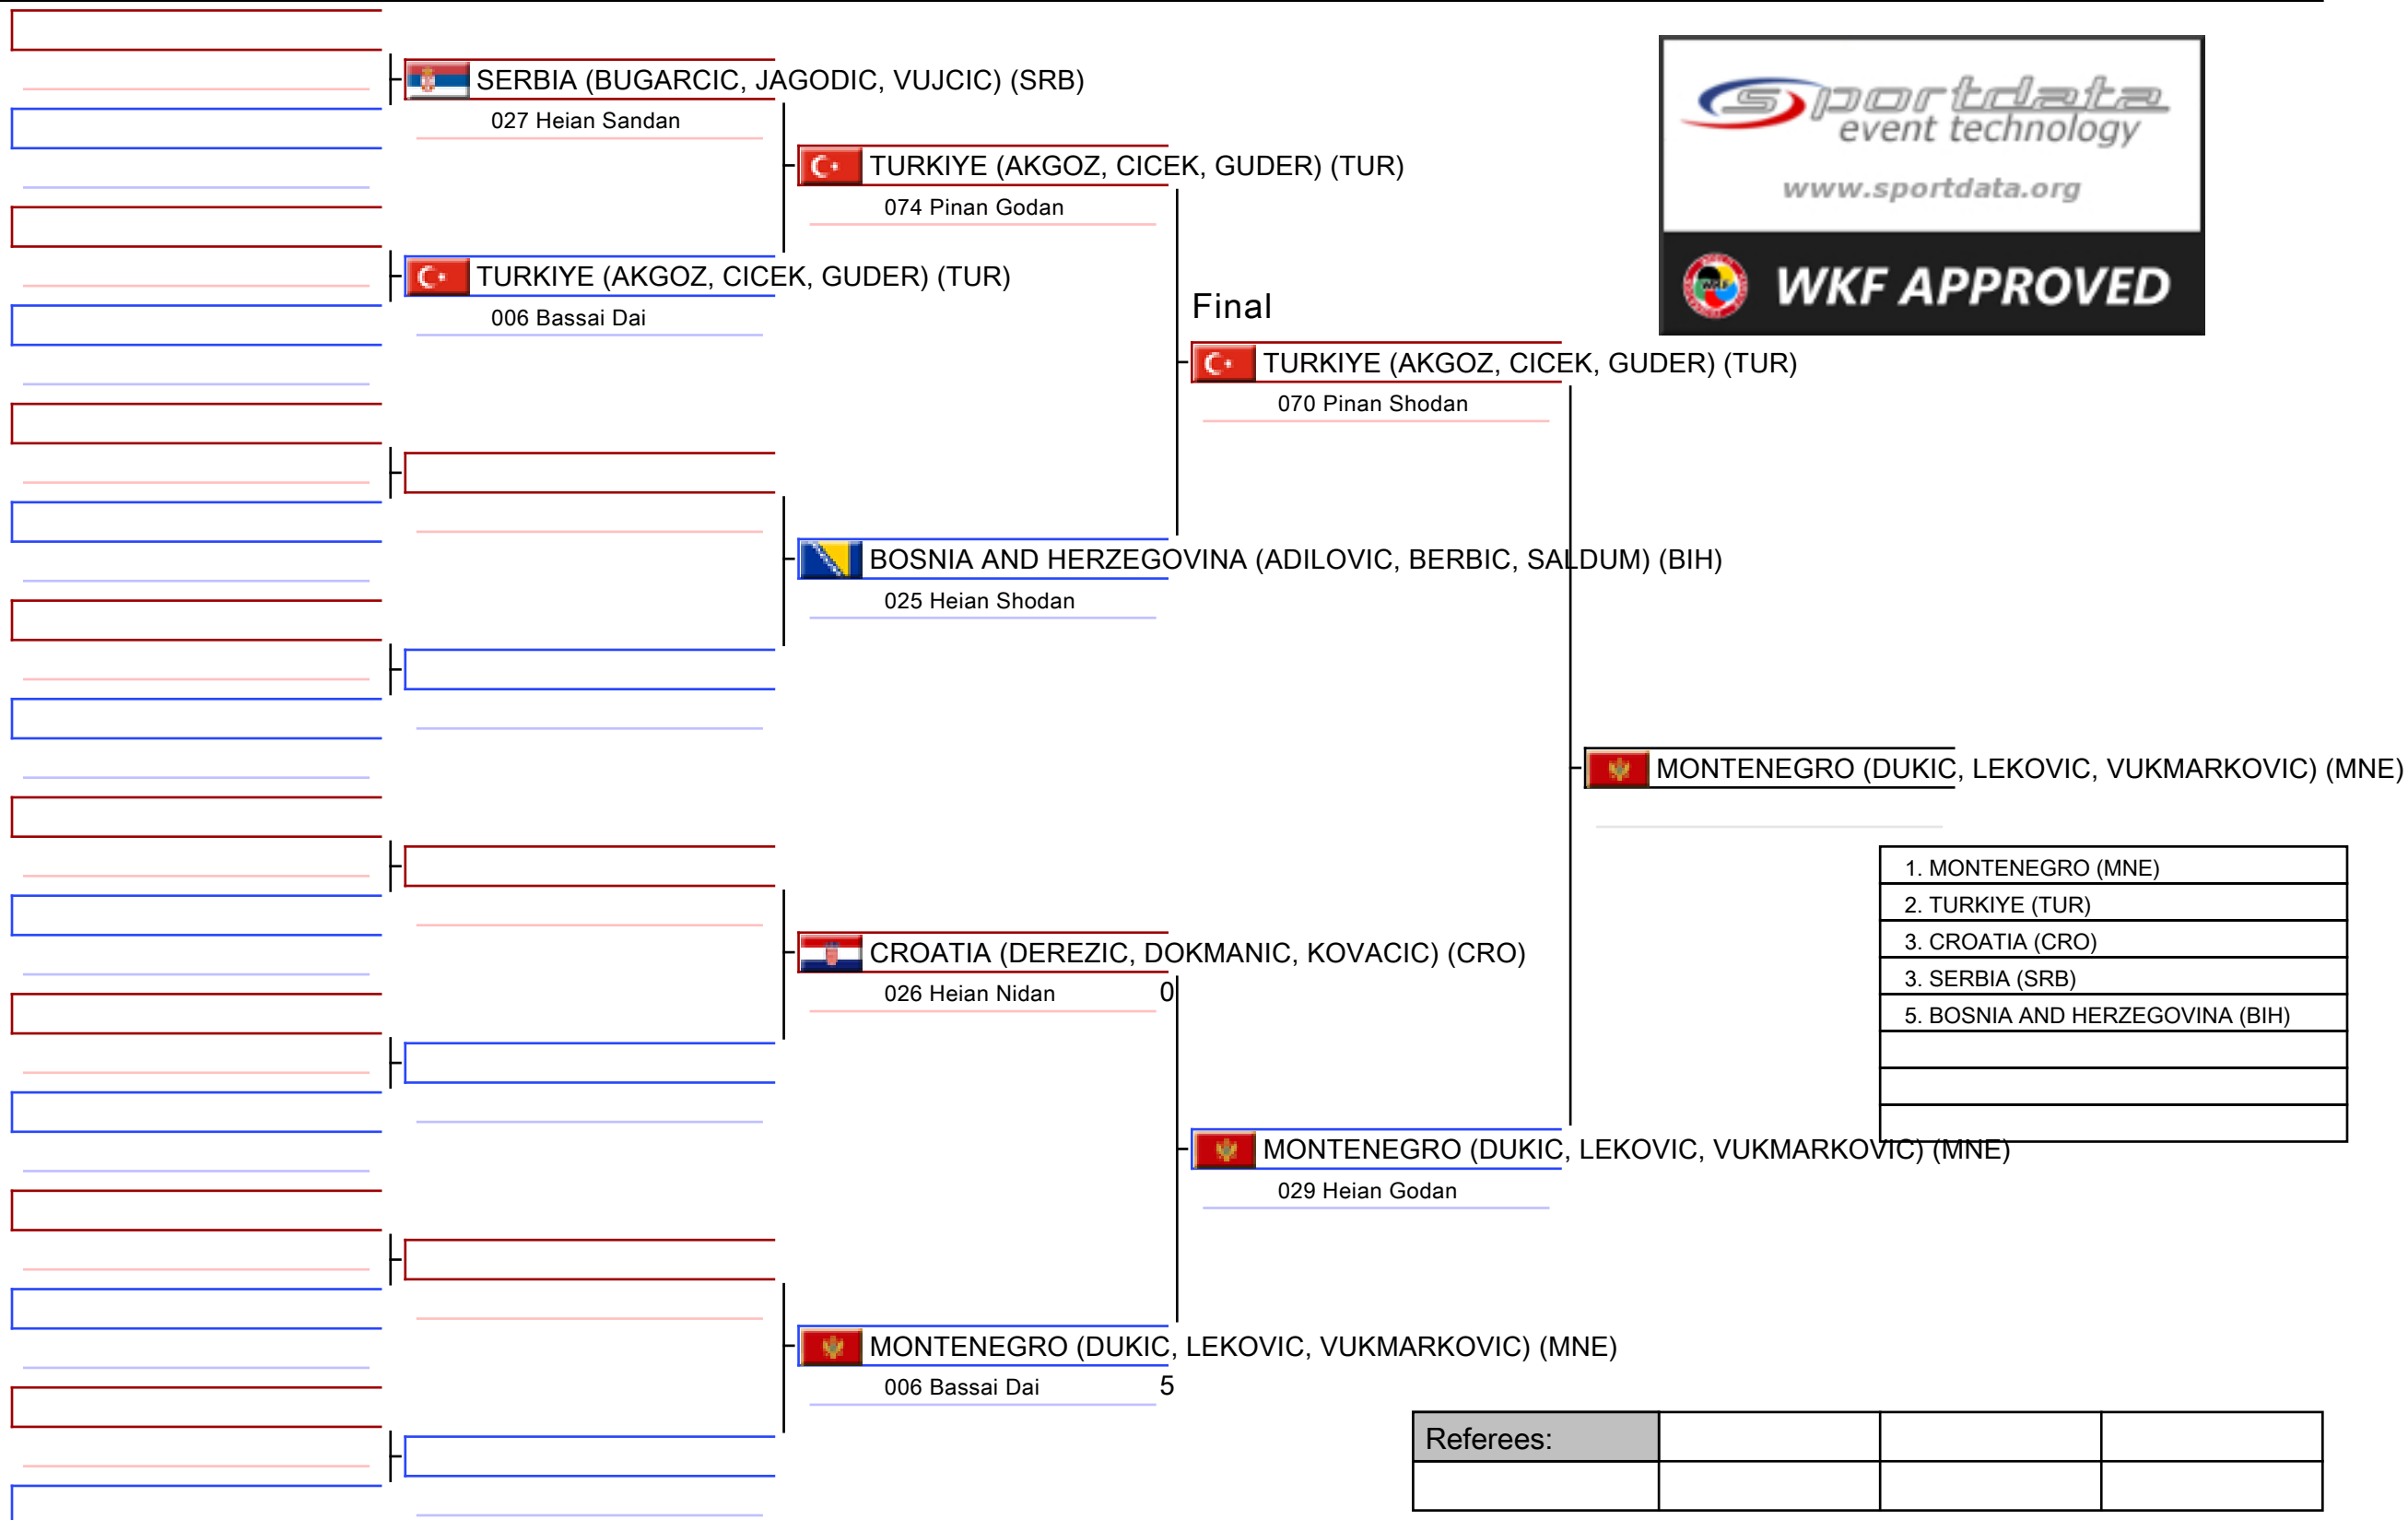 sportdata
event technology
www.sportdata.org
WKF APPROVED
SERBIA (BUGARCIC, JAGODIC, VUJCIC) (SRB)
027 Heian Sandan
TURKIYE (AKGOZ, CICEK, GUDER) (TUR)
074 Pinan Godan
TURKIYE (AKGOZ, CICEK, GUDER) (TUR)
006 Bassai Dai
Final
TURKIYE (AKGOZ, CICEK, GUDER) (TUR)
070 Pinan Shodan
BOSNIA AND HERZEGOVINA (ADILOVIC, BERBIC, SALDUM) (BIH)
025 Heian Shodan
MONTENEGRO (DUKIC, LEKOVIC, VUKMARKOVIC) (MNE)
1. MONTENEGRO (MNE)
2. TURKIYE (TUR)
3. CROATIA (CRO)
3. SERBIA (SRB)
5. BOSNIA AND HERZEGOVINA (BIH)
CROATIA (DEREZIC, DOKMANIC, KOVACIC) (CRO)
026 Heian Nidan 0
MONTENEGRO (DUKIC, LEKOVIC, VUKMARKOVIC) (MNE)
029 Heian Godan
MONTENEGRO (DUKIC, LEKOVIC, VUKMARKOVIC) (MNE)
006 Bassai Dai 5
Referees: